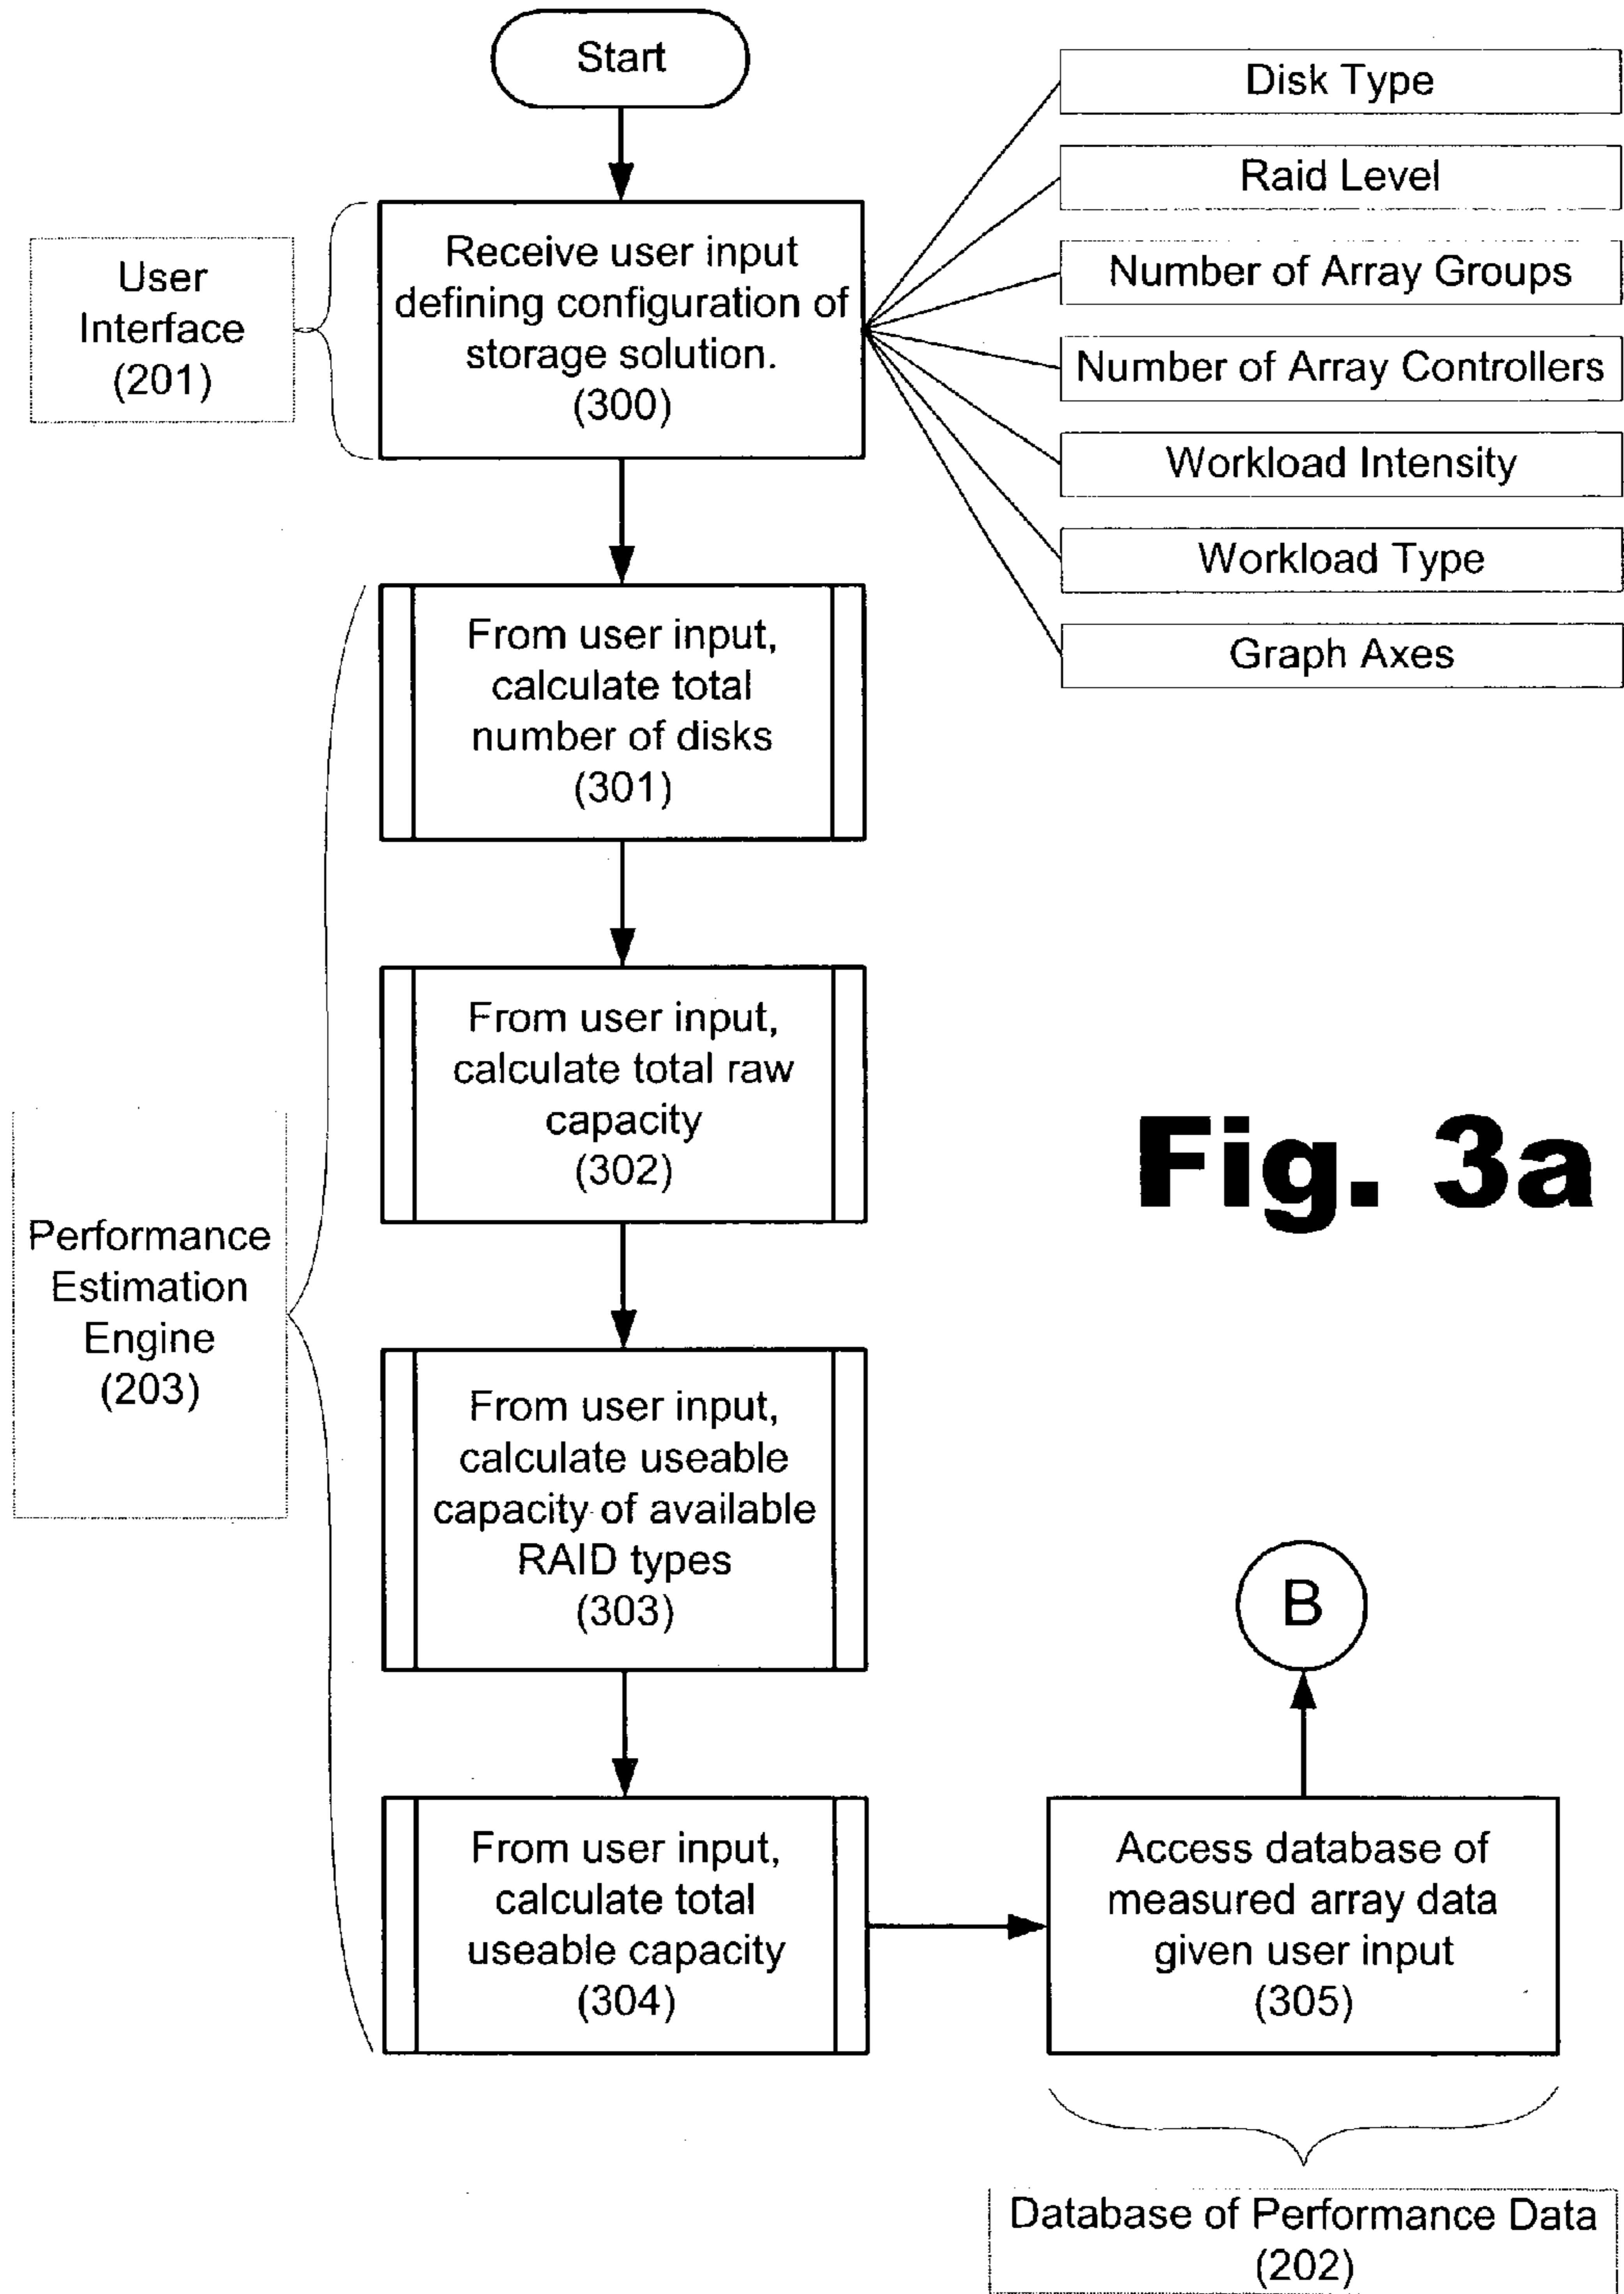 Start
Disk Type
Raid Level
Number of Array Groups
Number of Array Controllers
Workload Intensity
Workload Type
Graph Axes
User
Interface
(201)
Receive user input
defining configuration of
storage solution.
(300)
From user input,
calculate total
number of disks
(301)
From user input,
calculate total raw
capacity
(302)
Fig. 3a
Performance
Estimation
Engine
(203)
From user input,
calculate useable
capacity of available
RAID types
(303)
B
From user input,
calculate total
useable capacity
(304)
Access database of
measured array data
given user input
(305)
Database of Performance Data
(202)